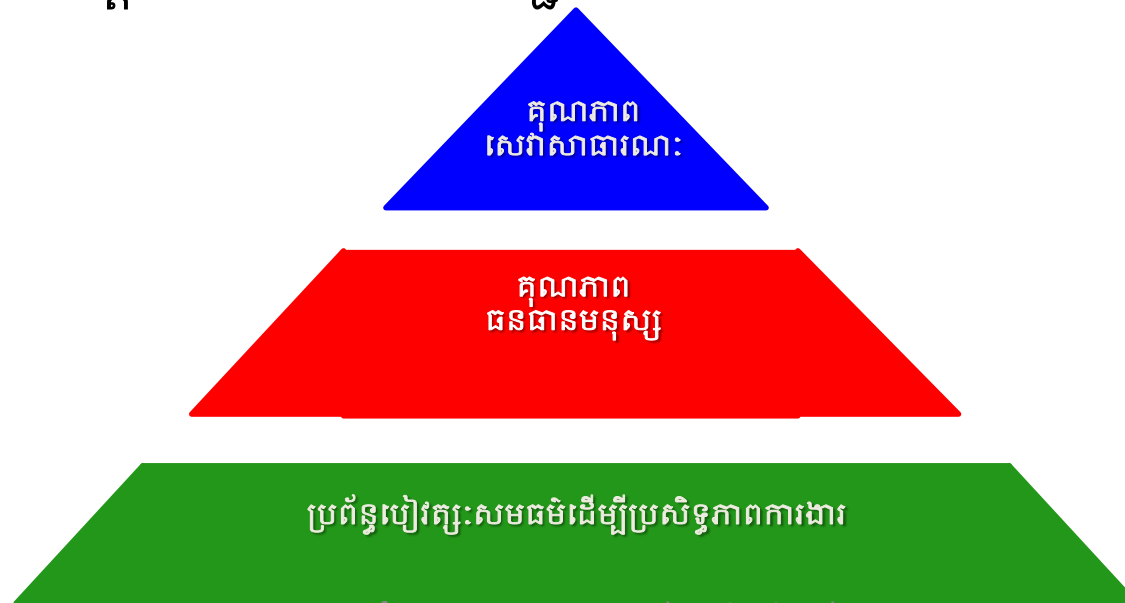 គុណភាព
សេវាសាធារណៈ
គុណភាព
ធនធានមនុស្ស
ប្រព័ន្ធបៀវត្សៈសមធម៌ដើម្បីប្រសិទ្ធភាពការងារ